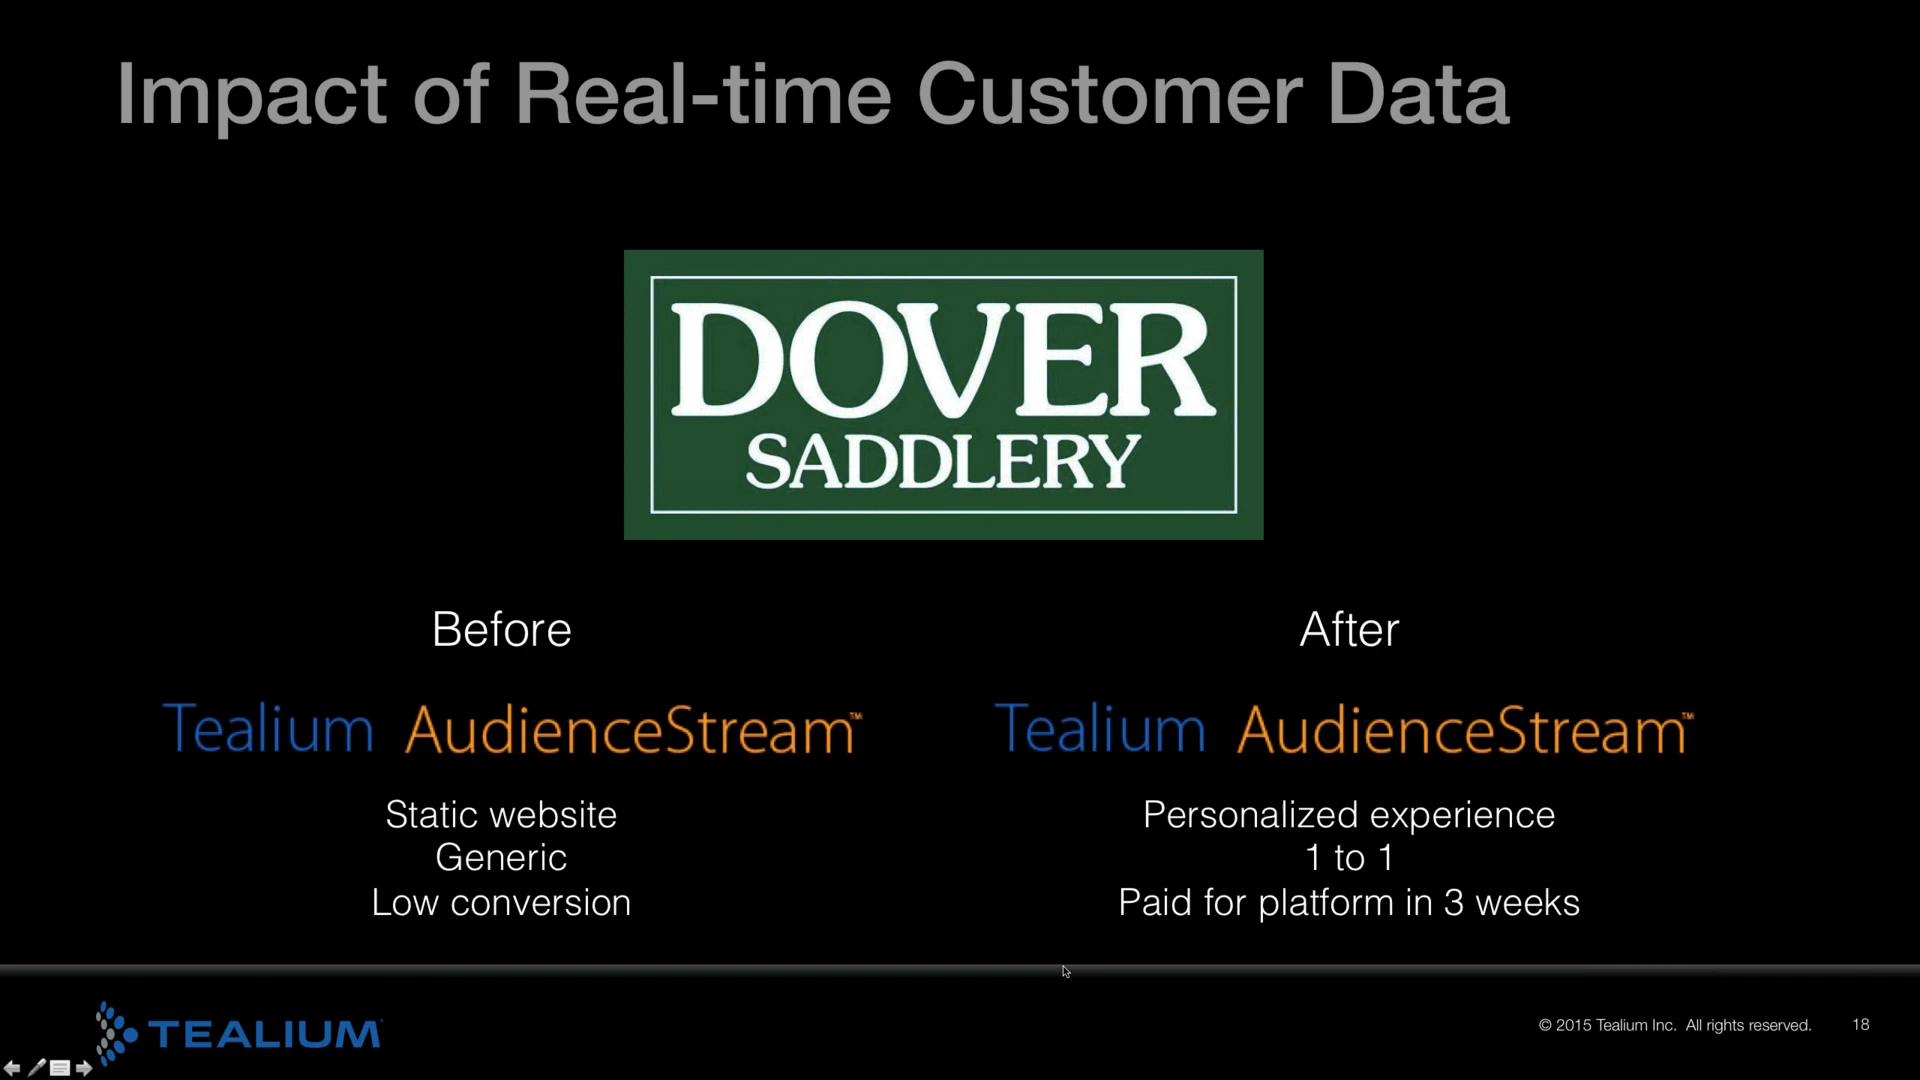 Impact of Real-time Customer Data
DOVER
SADDLERY
Before
Tealium AudienceStream™
Static website
Generic
Low conversion
After
Tealium AudienceStream™
Personalized experience
1 to 1
Paid for platform in 3 weeks
TEALIUM
© 2015 Tealium Inc. All rights reserved.
18